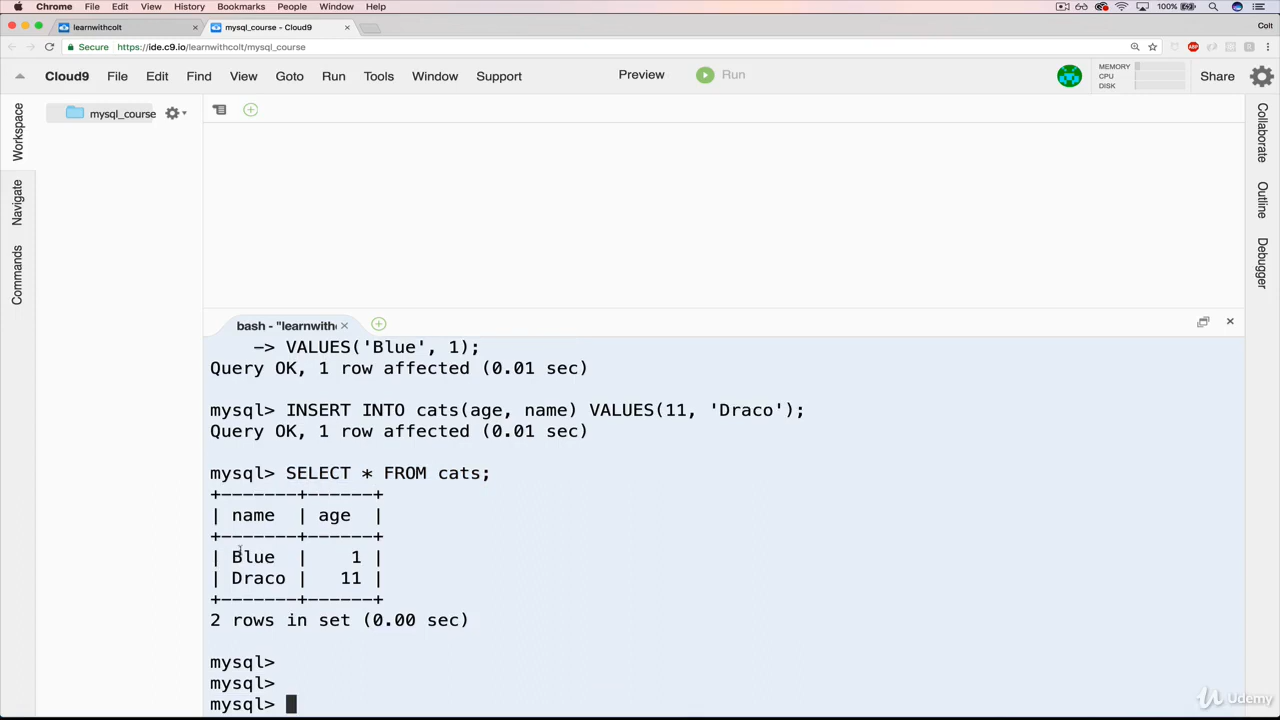 Chrome File Edit View History Bookmarks People Window Help 100%
learnwithcolt mysql_course - Cloud9 Colt
Secure https://ide.c9.io/learnwithcolt/mysql_course
Cloud9 File Edit Find View Goto Run Tools Window Support Preview Run MEMORY CPU DISK Share
Workspace
Navigate
Commands
mysql_course
Collaborate
Outline
Debugger
bash - "learnwith
-> VALUES('Blue', 1);
Query OK, 1 row affected (0.01 sec)
mysql> INSERT INTO cats(age, name) VALUES(11, 'Draco');
Query OK, 1 row affected (0.01 sec)
mysql> SELECT * FROM cats;
+-------+------+
| name  | age  |
+-------+------+
| Blue  |    1 |
| Draco |   11 |
+-------+------+
2 rows in set (0.00 sec)
mysql>
mysql>
mysql>
Udemy